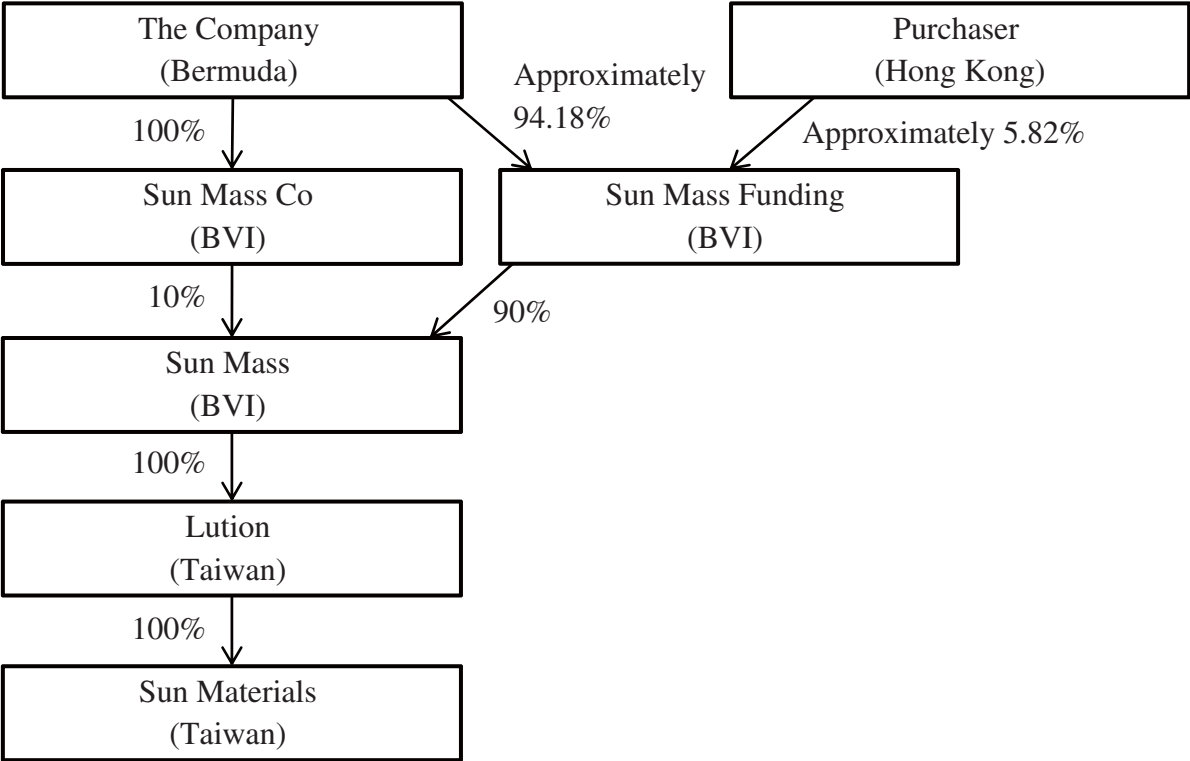 The Company
(Bermuda)
Purchaser
(Hong Kong)
100%
Approximately
94.18%
Approximately 5.82%
Sun Mass Co
(BVI)
Sun Mass Funding
(BVI)
10%
90%
Sun Mass
(BVI)
100%
Lution
(Taiwan)
100%
Sun Materials
(Taiwan)